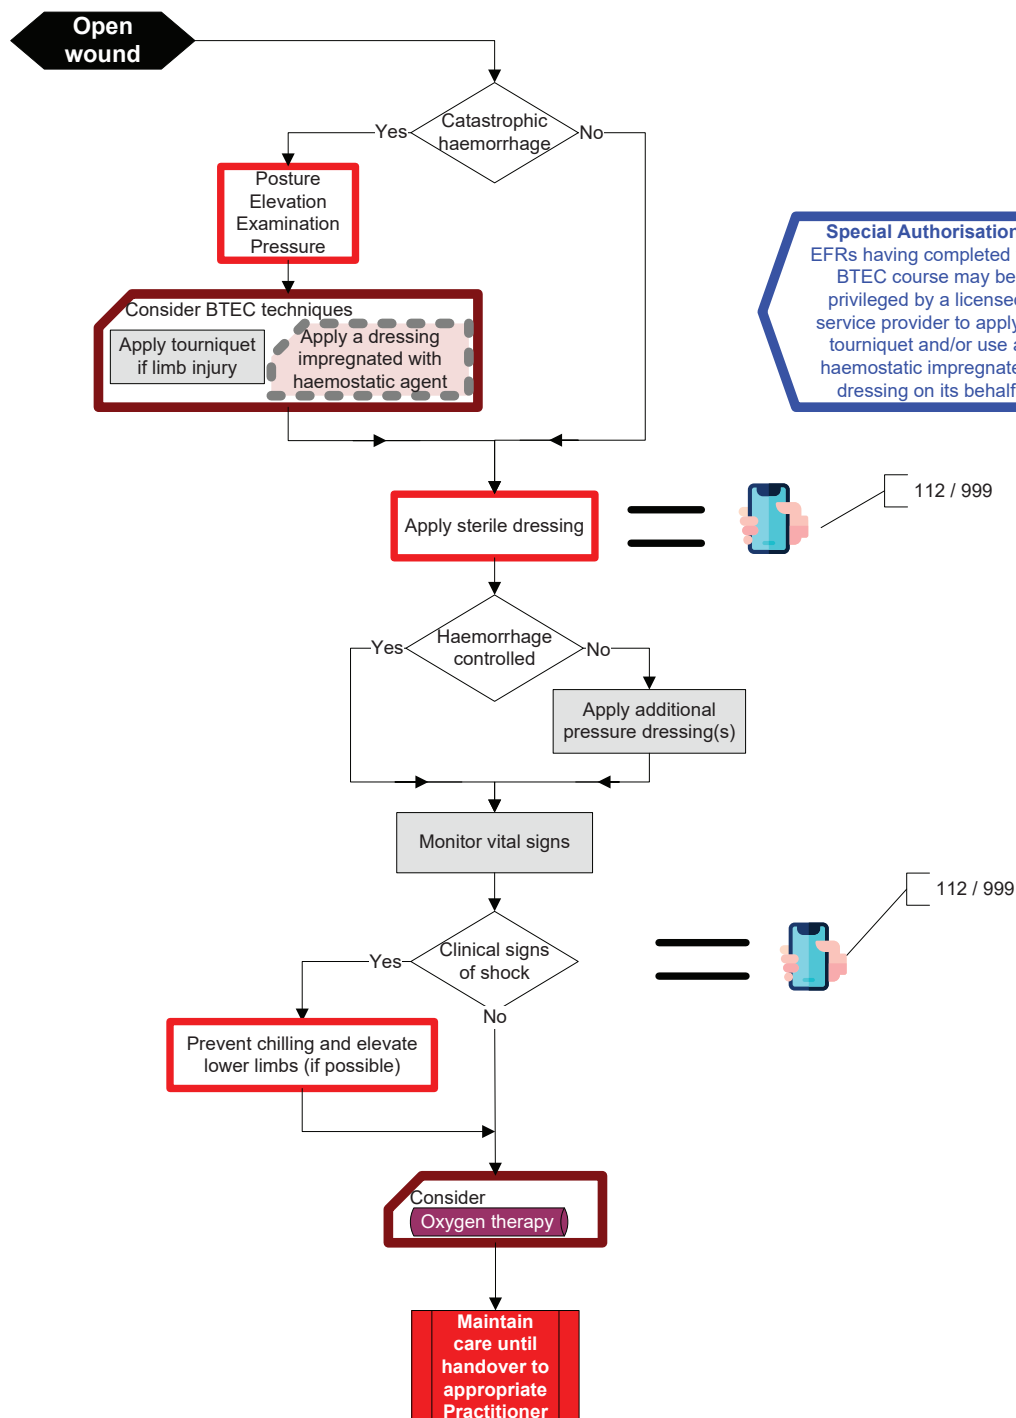 Open
wound
Catastrophic
haemorrhage
Yes
No
Posture
Elevation
Examination
Pressure
Consider BTEC techniques
Apply tourniquet
if limb injury
Apply a dressing
impregnated with
haemostatic agent
Special Authorisation
EFRs having completed
BTEC course may be
privileged by a licensed
service provider to apply
tourniquet and/or use a
haemostatic impregnate
dressing on its behalf
Apply sterile dressing
112 / 999
Haemorrhage
controlled
Yes
No
Apply additional
pressure dressing(s)
Monitor vital signs
112 / 999
Clinical signs
of shock
Yes
No
Prevent chilling and elevate
lower limbs (if possible)
Consider
Oxygen therapy
Maintain
care until
handover to
appropriate
Practitioner